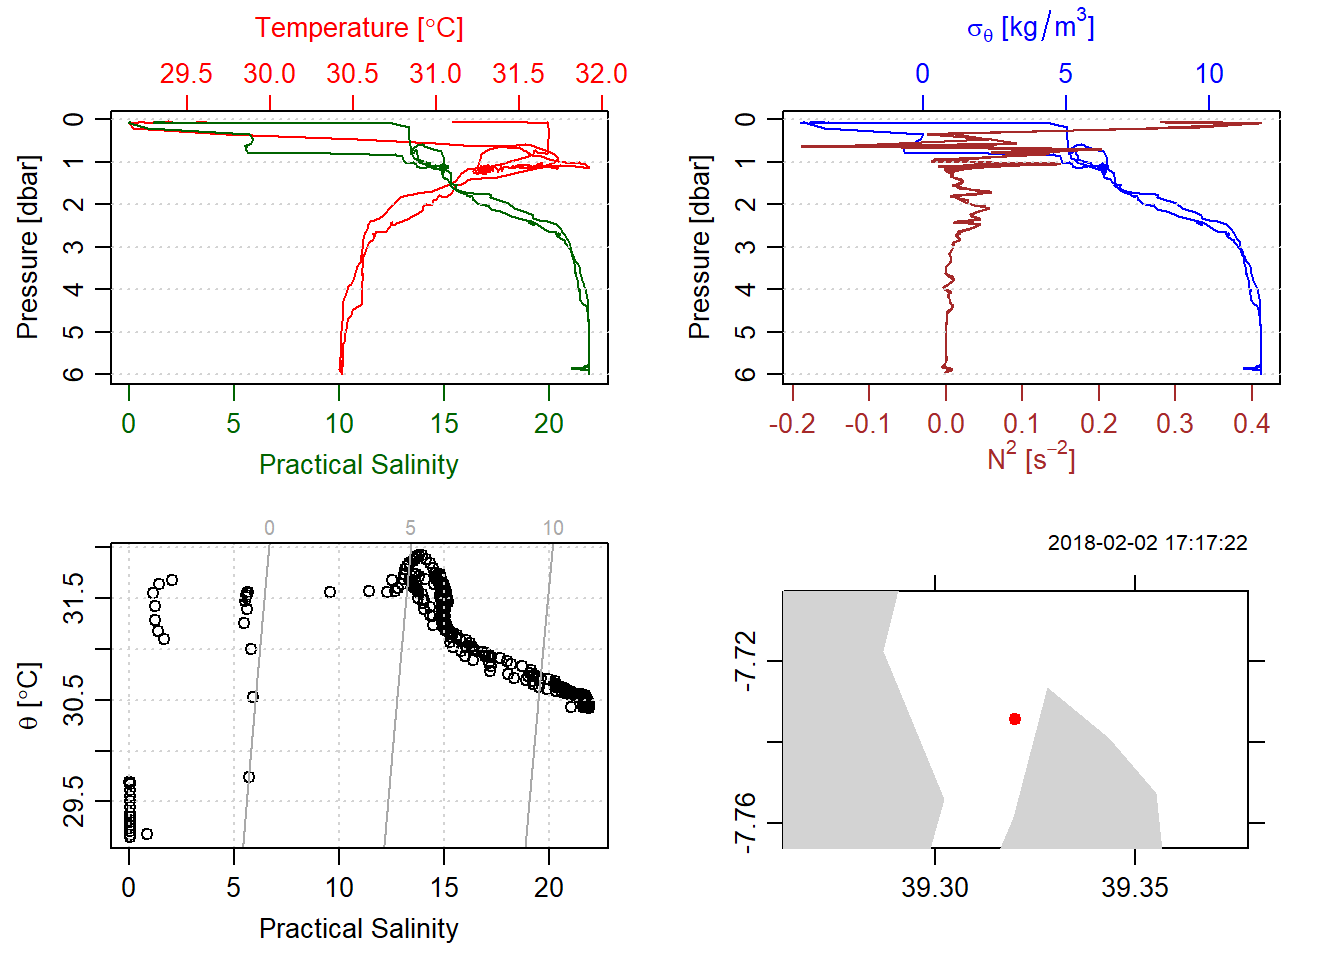 Temperature [°C]
29.5 30.0 30.5 31.0 31.5 32.0
Pressure [dbar]
0
1
2
3
4
5
6
0 5 10 15 20
Practical Salinity
σθ [kg/m³]
0 5 10
Pressure [dbar]
0
1
2
3
4
5
6
-0.2 -0.1 0.0 0.1 0.2 0.3 0.4
N² [s⁻²]
0 5 10
θ [°C]
31.5
30.5
29.5
0 5 10 15 20
Practical Salinity
2018-02-02 17:17:22
-7.72
-7.76
39.30 39.35